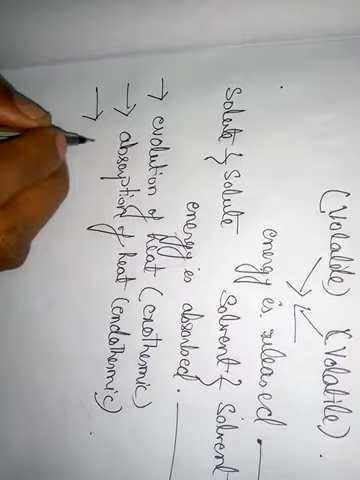 (Volatile) (Volatile).
energy is released
Solute } Solute Solvent } Solvent
energy is absorbed.
→ evolution of heat (exothermic)
→ absorption of heat (endothermic)
→